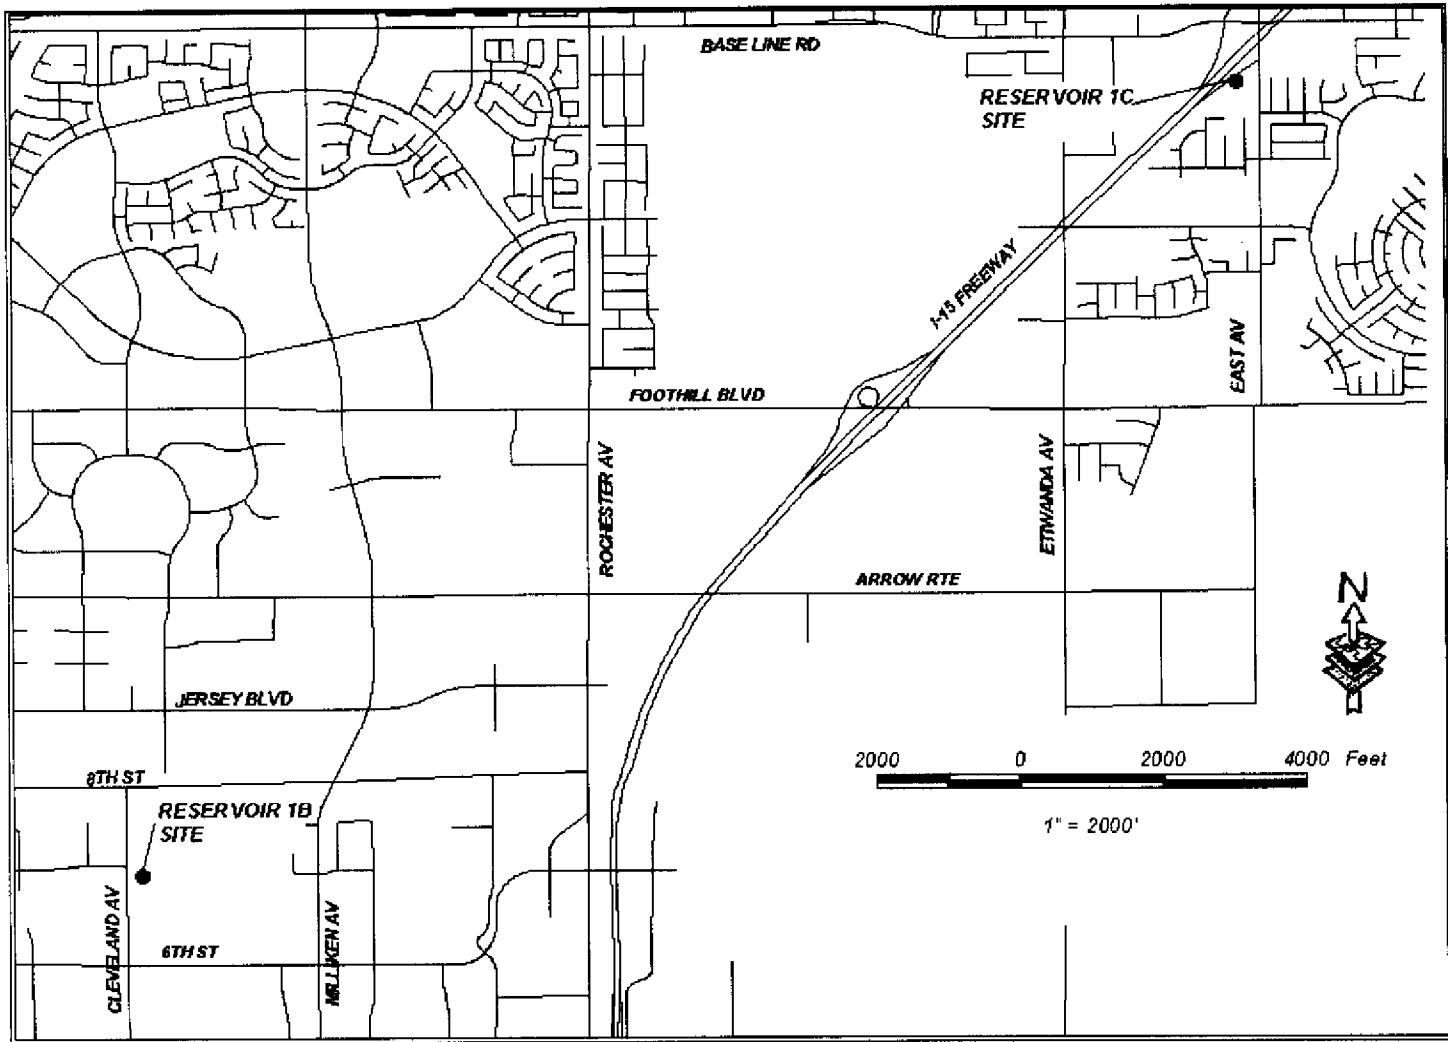 BASE LINE RD
RESERVOIR 1C
SITE
I-15 FREEWAY
EAST AV
FOOTHILL BLVD
ROCHESTER AV
ETIWANDA AV
ARROW RTE
N
JERSEY BLVD
2000 0 2000 4000 Feet
1" = 2000'
8TH ST
RESERVOIR 1B
SITE
CLEVELAND AV
MILLIKEN AV
6TH ST